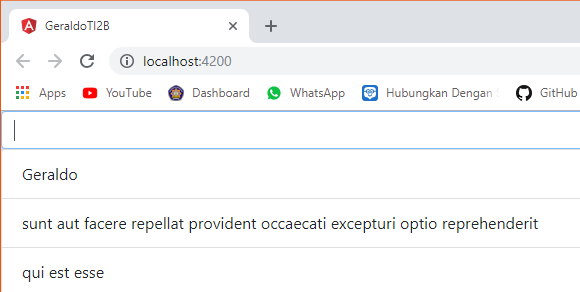 GeraldoTI2B
localhost:4200
Apps YouTube Dashboard WhatsApp Hubungkan Dengan GitHub
Geraldo
sunt aut facere repellat provident occaecati excepturi optio reprehenderit
qui est esse